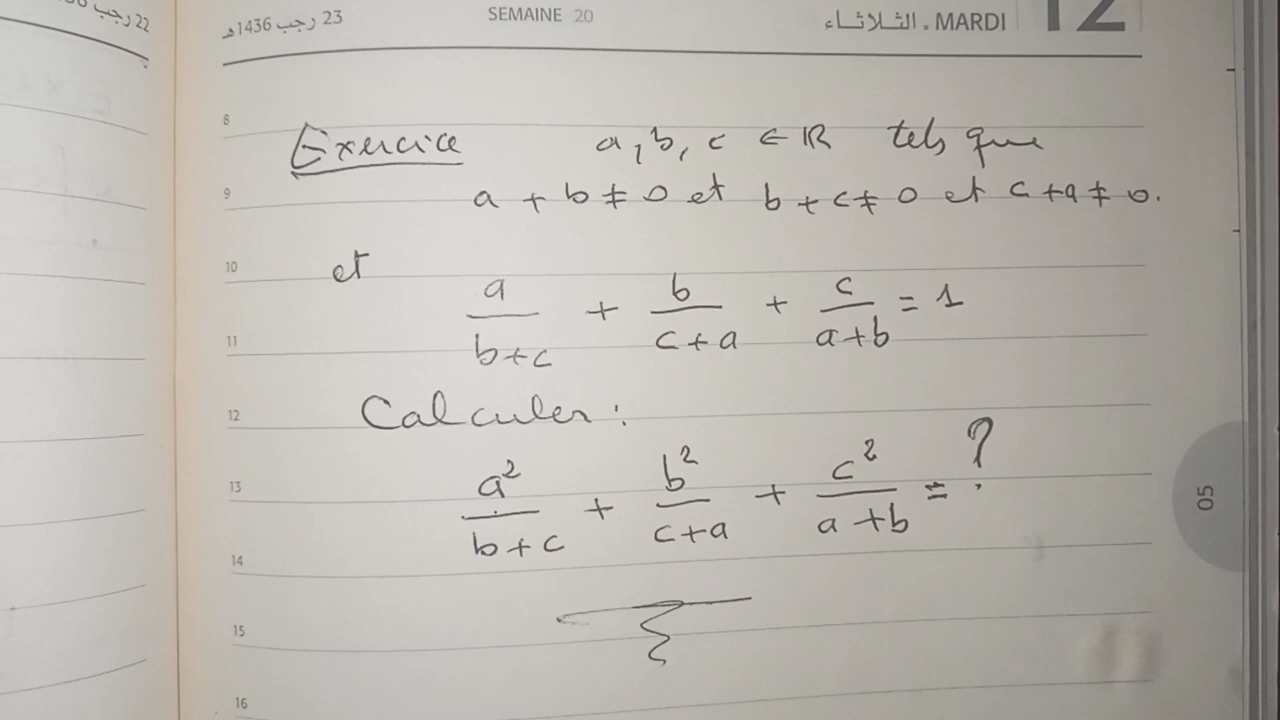 22 رجب
23 رجب 1436هـ
SEMAINE 20
الثلاثاء . MARDI
12
8
Exercice a, b, c ∈ ℝ tels que
9
a + b ≠ 0 et b + c ≠ 0 et c + a ≠ 0.
10
et
a/(b+c) + b/(c+a) + c/(a+b) = 1
11
12
Calculer :
13
a²/(b+c) + b²/(c+a) + c²/(a+b) = ?
14
15
16
05